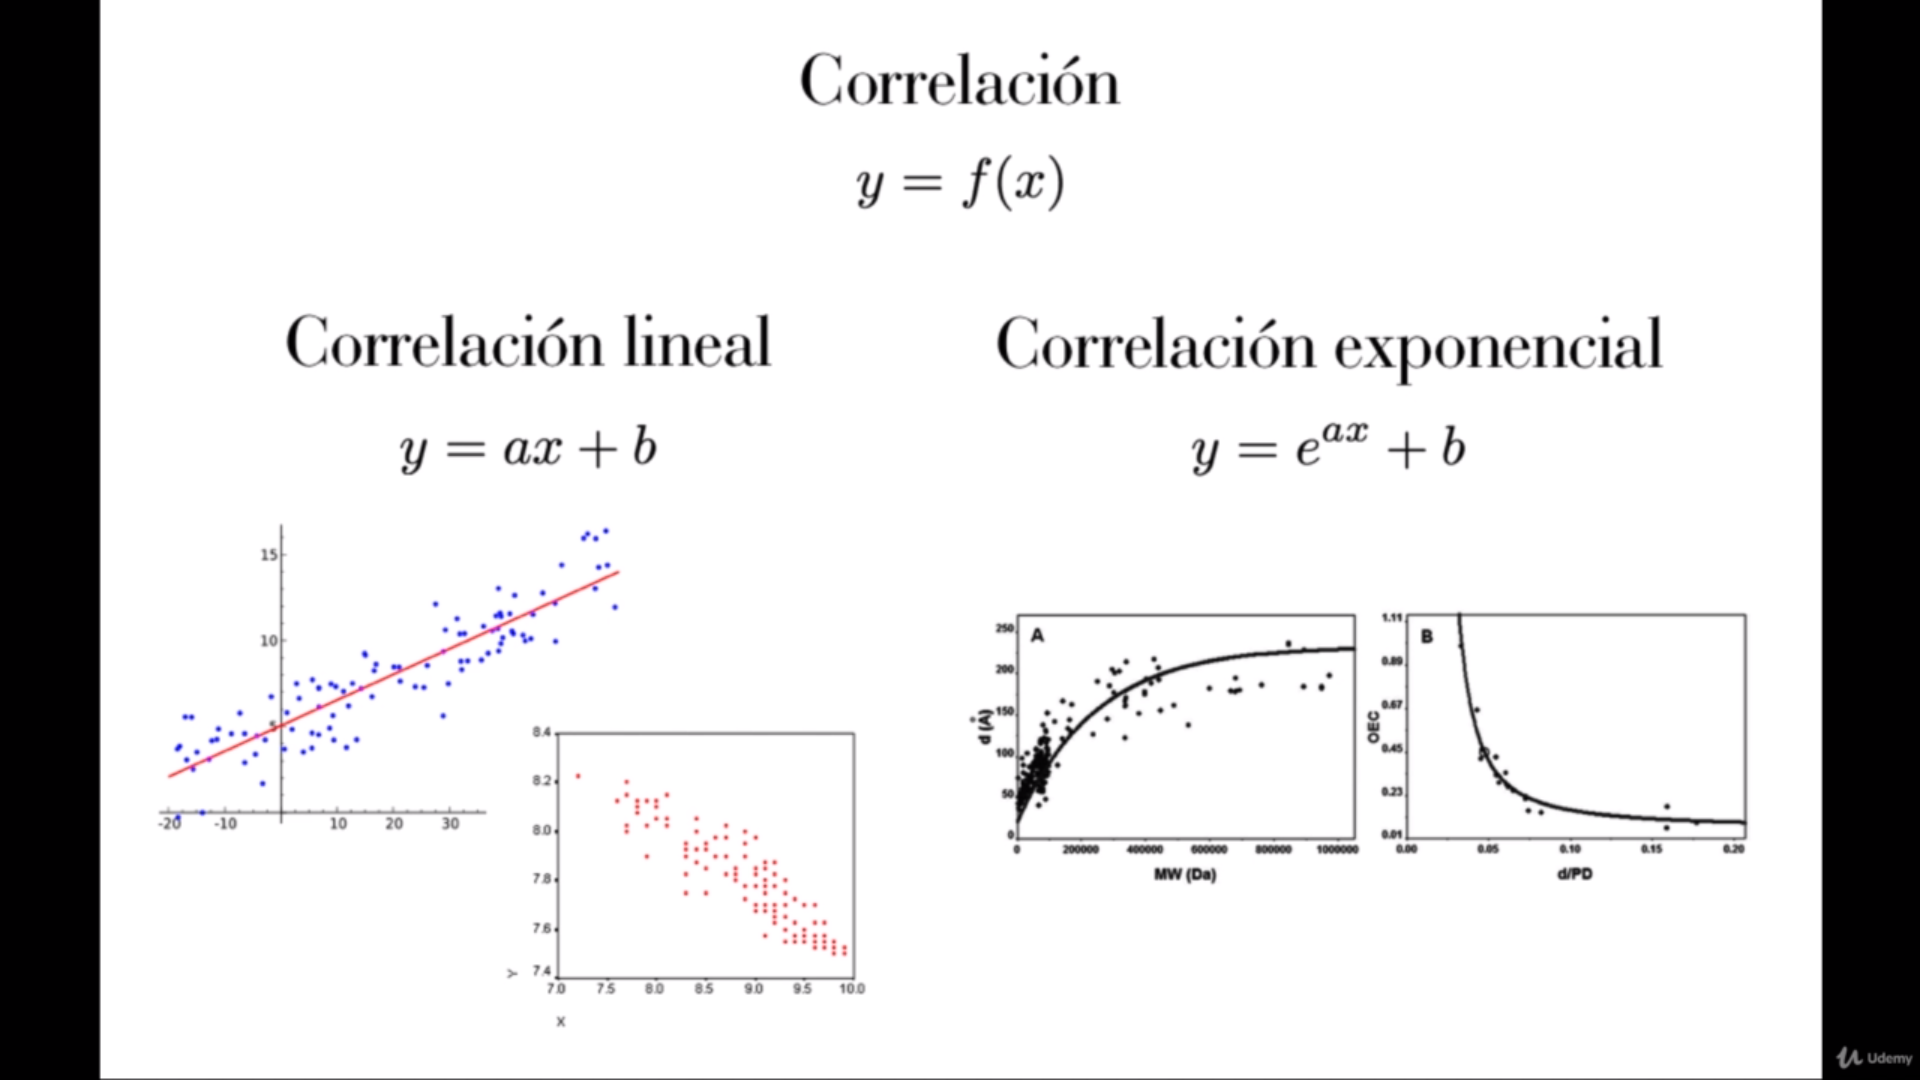 Correlación
y = f(x)
Correlación lineal
y = ax + b
Correlación exponencial
y = e^{ax} + b
15
10
5
-20 -10 10 20 30
8.4
8.2
8.0
7.8
7.6
7.4
Y
7.0 7.5 8.0 8.5 9.0 9.5 10.0
X
A
250
200
150
100
50
0
d (Å)
0 200000 400000 600000 800000 1000000
MW (Da)
B
1.11
0.89
0.67
0.45
0.23
0.01
OEC
0.00 0.05 0.10 0.15 0.20
d/PD
Udemy